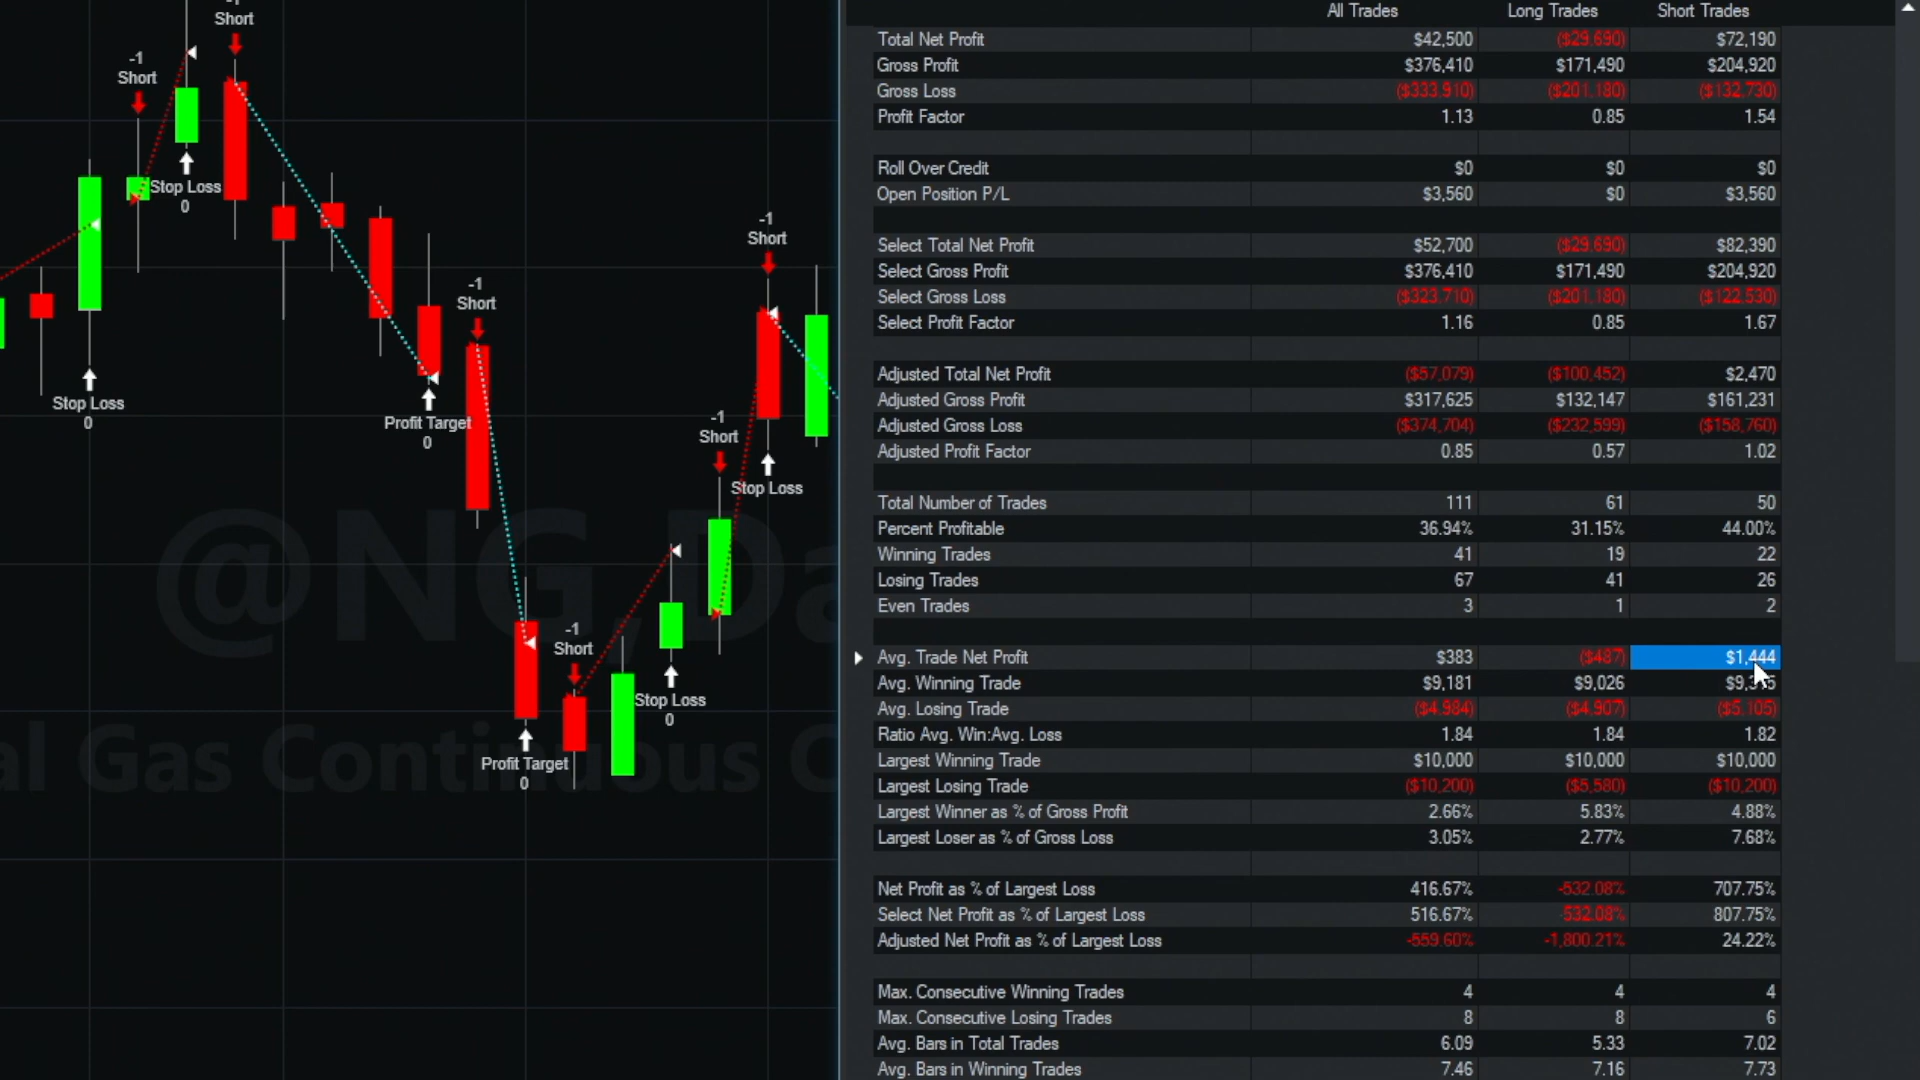 -1
Short
-1
Short
Stop Loss
0
-1
Short
Stop Loss
0
-1
Short
Profit Target
0
-1
Short
Stop Loss
-1
Short
Stop Loss
0
Profit Target
0
@NG,Da
al Gas Continuous C
All Trades Long Trades Short Trades
Total Net Profit $42,500 ($29,690) $72,190
Gross Profit $376,410 $171,490 $204,920
Gross Loss ($333,910) ($201,180) ($132,730)
Profit Factor 1.13 0.85 1.54
Roll Over Credit $0 $0 $0
Open Position P/L $3,560 $0 $3,560
Select Total Net Profit $52,700 ($29,690) $82,390
Select Gross Profit $376,410 $171,490 $204,920
Select Gross Loss ($323,710) ($201,180) ($122,530)
Select Profit Factor 1.16 0.85 1.67
Adjusted Total Net Profit ($57,079) ($100,452) $2,470
Adjusted Gross Profit $317,625 $132,147 $161,231
Adjusted Gross Loss ($374,704) ($232,599) ($158,760)
Adjusted Profit Factor 0.85 0.57 1.02
Total Number of Trades 111 61 50
Percent Profitable 36.94% 31.15% 44.00%
Winning Trades 41 19 22
Losing Trades 67 41 26
Even Trades 3 1 2
Avg. Trade Net Profit $383 ($487) $1,444
Avg. Winning Trade $9,181 $9,026
Avg. Losing Trade ($4,984) ($4,907) ($5,105)
Ratio Avg. Win:Avg. Loss 1.84 1.84 1.82
Largest Winning Trade $10,000 $10,000 $10,000
Largest Losing Trade ($10,200) ($5,580) ($10,200)
Largest Winner as % of Gross Profit 2.66% 5.83% 4.88%
Largest Loser as % of Gross Loss 3.05% 2.77% 7.68%
Net Profit as % of Largest Loss 416.67% -532.08% 707.75%
Select Net Profit as % of Largest Loss 516.67% -532.08% 807.75%
Adjusted Net Profit as % of Largest Loss -559.60% -1,800.21% 24.22%
Max. Consecutive Winning Trades 4 4 4
Max. Consecutive Losing Trades 8 8 6
Avg. Bars in Total Trades 6.09 5.33 7.02
Avg. Bars in Winning Trades 7.46 7.16 7.73